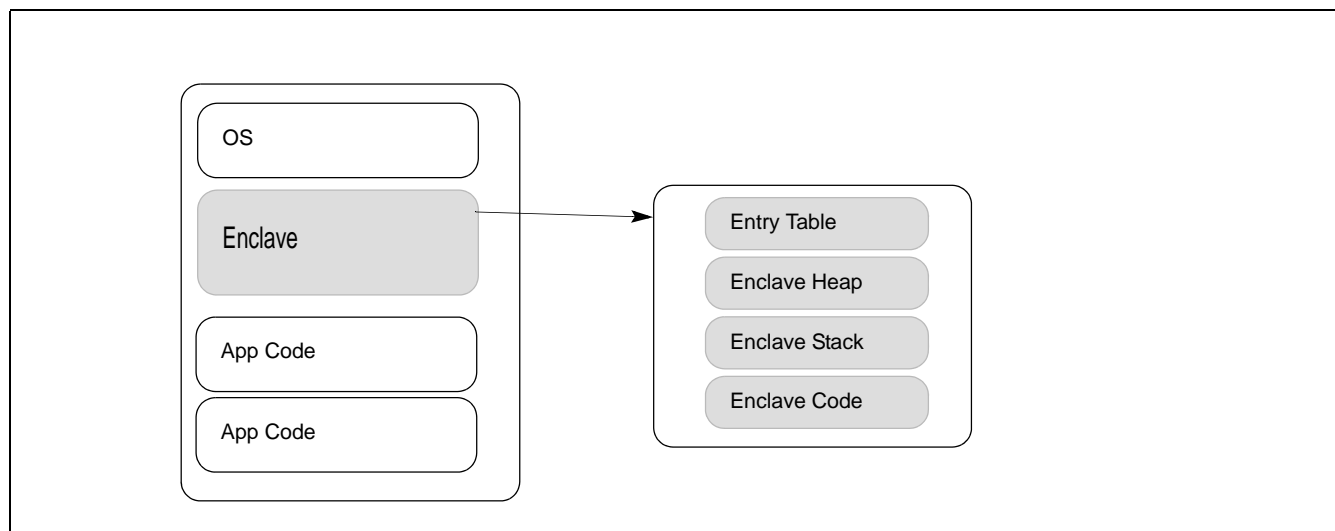 OS
Enclave
App Code
App Code
Entry Table
Enclave Heap
Enclave Stack
Enclave Code